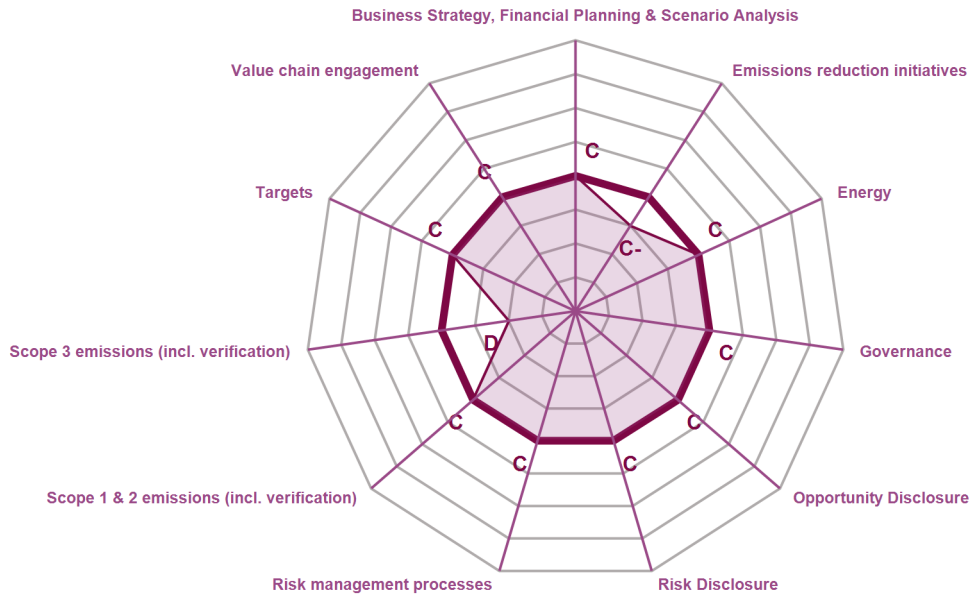 Business Strategy, Financial Planning & Scenario Analysis
Value chain engagement
Emissions reduction initiatives
C
C
Targets
Energy
C
C
C-
D
C
Scope 3 emissions (incl. verification)
Governance
C
C
C
C
Scope 1 & 2 emissions (incl. verification)
Opportunity Disclosure
Risk management processes
Risk Disclosure